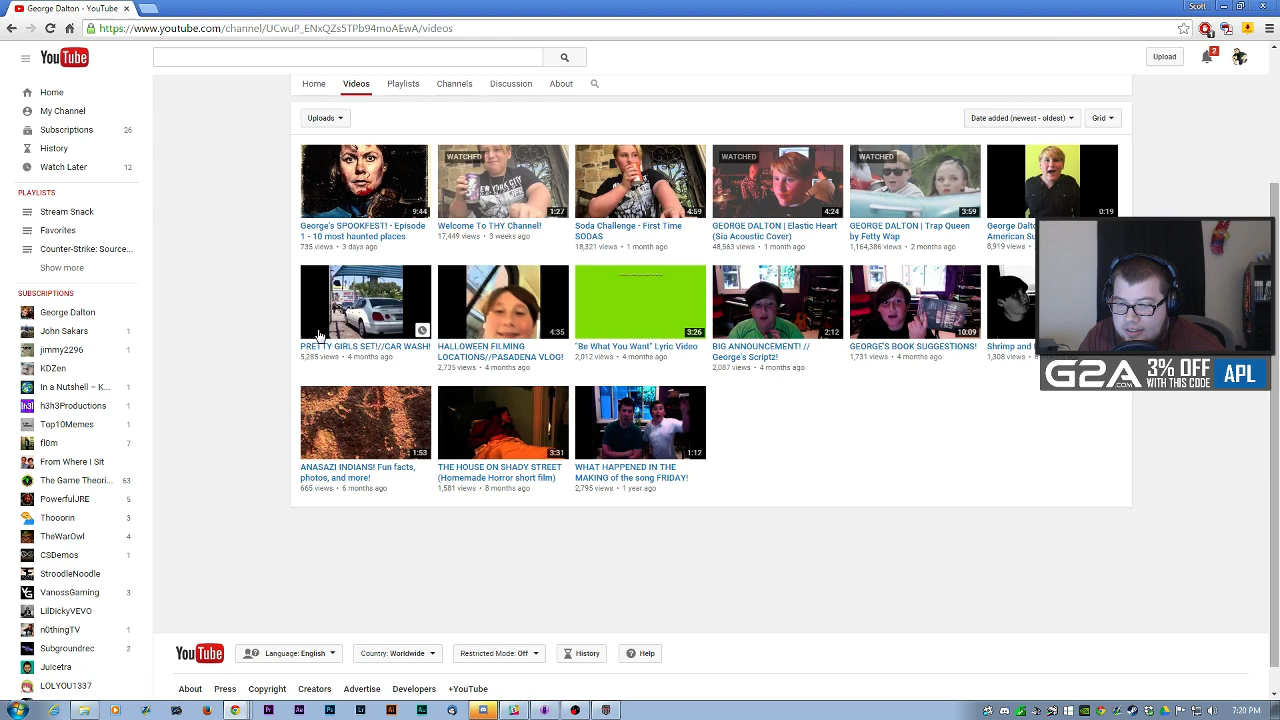 George Dalton - YouTube
Scott
https://www.youtube.com/channel/UCwuP_ENxQZs5TPb94moAEwA/videos
YouTube
Upload
2
Home
Videos
Playlists
Channels
Discussion
About
Home
My Channel
Subscriptions 26
History
Watch Later 12
PLAYLISTS
Stream Snack
Favorites
Counter-Strike: Source...
Show more
SUBSCRIPTIONS
George Dalton
John Sakars 1
jimmy2296 1
KDZen
In a Nutshell – K... 1
h3h3Productions 1
Top10Memes 1
fl0m 7
From Where I Sit
The Game Theori... 63
PowerfulJRE 5
Thooorin 3
TheWarOwl 4
CSDemos 1
StroodleNoodle
VanossGaming 3
LilDickyVEVO
n0thingTV 1
Subgroundrec 2
Juicetra
LOLYOU1337
Uploads
Date added (newest - oldest)
Grid
9:44
George's SPOOKFEST! - Episode
1 - 10 most haunted places
735 views • 3 days ago
WATCHED
NEW YORK CITY
1:27
Welcome To THY Channel!
17,449 views • 3 weeks ago
NEW YORK CITY
4:59
Soda Challenge - First Time
SODAS
18,321 views • 1 month ago
WATCHED
4:24
GEORGE DALTON | Elastic Heart
(Sia Acoustic Cover)
48,563 views • 1 month ago
WATCHED
3:59
GEORGE DALTON | Trap Queen
by Fetty Wap
1,164,386 views • 2 months ago
0:19
George Dalto
American Su
8,919 views •
PRETTY GIRLS SET!//CAR WASH!
5,285 views • 4 months ago
4:35
HALLOWEEN FILMING
LOCATIONS//PASADENA VLOG!
2,735 views • 4 months ago
3:26
"Be What You Want" Lyric Video
2,012 views • 4 months ago
2:12
BIG ANNOUNCEMENT! //
George's Scriptz!
2,087 views • 4 months ago
10:09
GEORGE'S BOOK SUGGESTIONS!
1,731 views • 4 months ago
Shrimp and
1,308 views •
1:53
ANASAZI INDIANS! Fun facts,
photos, and more!
665 views • 6 months ago
3:31
THE HOUSE ON SHADY STREET
(Homemade Horror short film)
1,581 views • 8 months ago
1:12
WHAT HAPPENED IN THE
MAKING of the song FRIDAY!
2,795 views • 1 year ago
G2A.COM
3% OFF
WITH THIS CODE
APL
YouTube
Language: English
Country: Worldwide
Restricted Mode: Off
History
Help
About
Press
Copyright
Creators
Advertise
Developers
+YouTube
7:20 PM